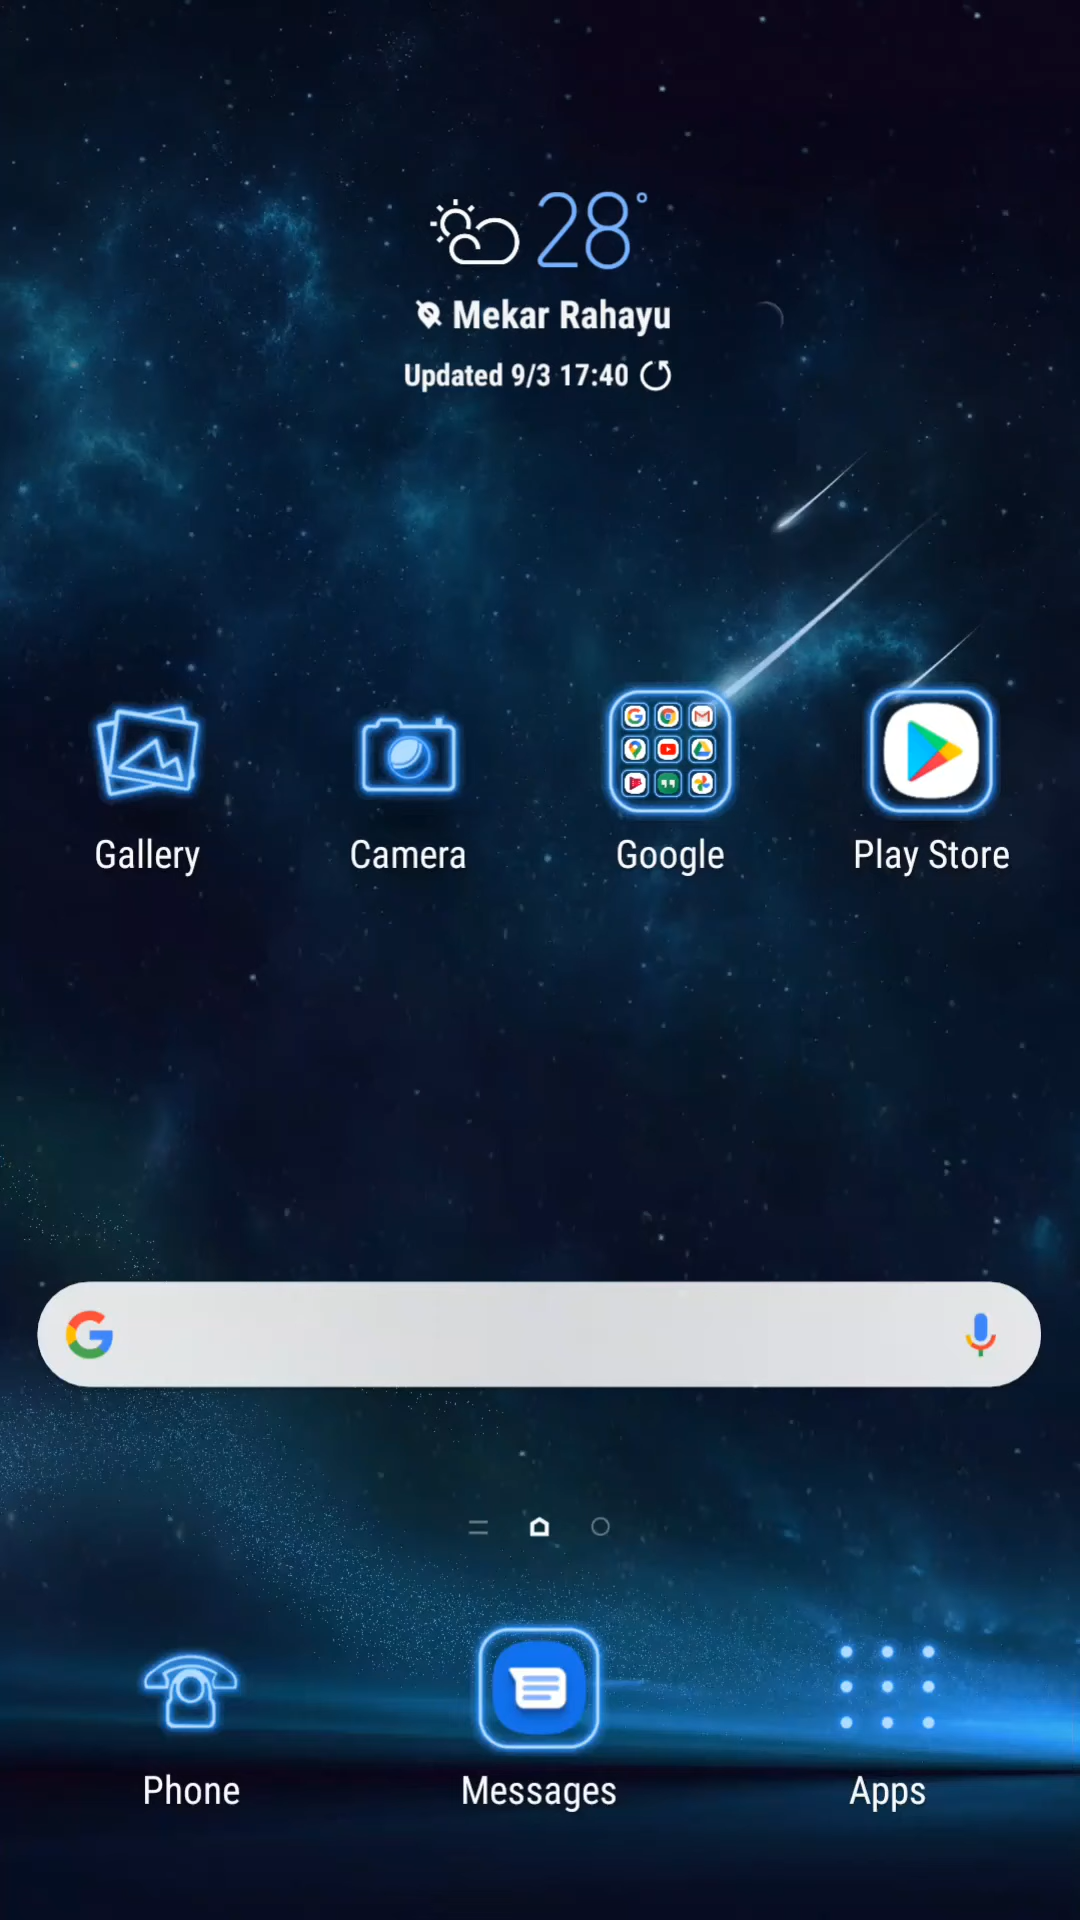 28°
Mekar Rahayu
Updated 9/3 17:40
Gallery
Camera
Google
Play Store
Phone
Messages
Apps